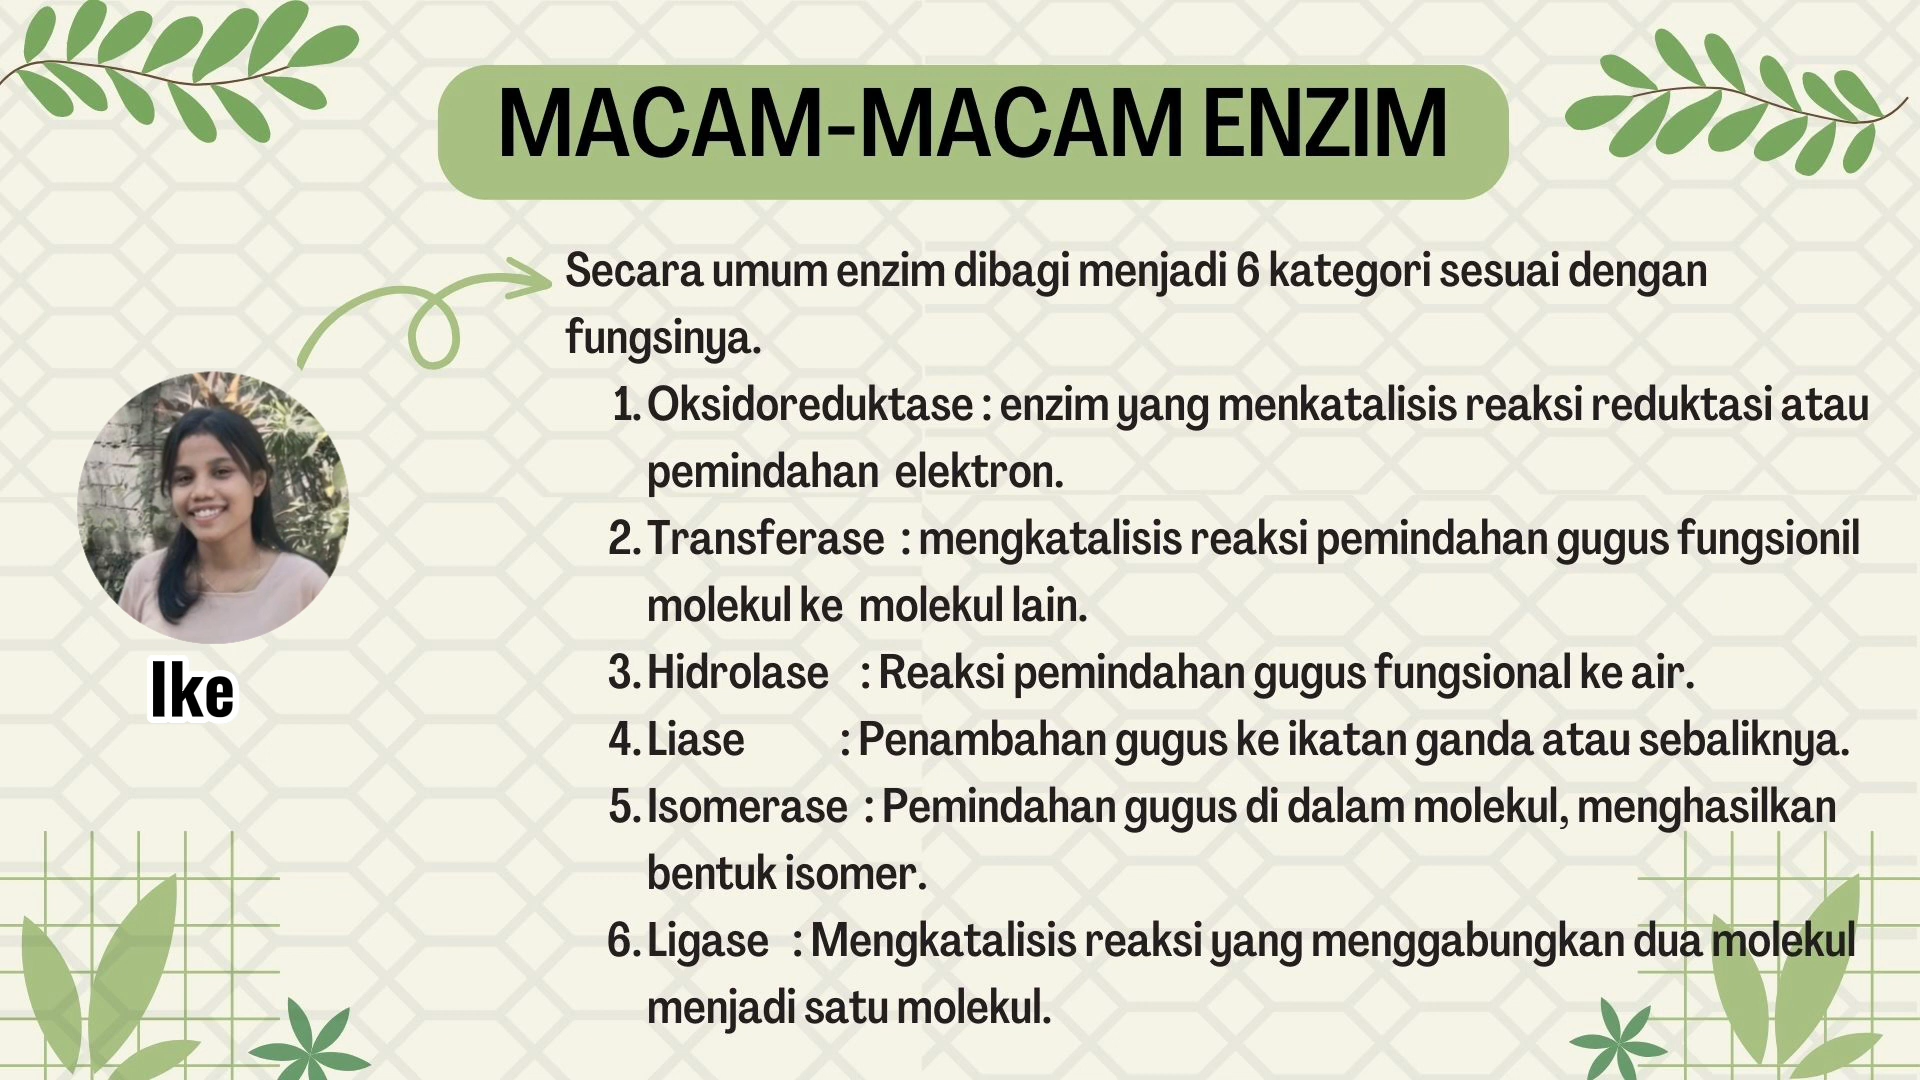 MACAM-MACAM ENZIM
Secara umum enzim dibagi menjadi 6 kategori sesuai dengan
fungsinya.
1. Oksidoreduktase : enzim yang menkatalisis reaksi reduktasi atau
pemindahan elektron.
2. Transferase : mengkatalisis reaksi pemindahan gugus fungsionil
molekul ke molekul lain.
3. Hidrolase : Reaksi pemindahan gugus fungsional ke air.
4. Liase : Penambahan gugus ke ikatan ganda atau sebaliknya.
5. Isomerase : Pemindahan gugus di dalam molekul, menghasilkan
bentuk isomer.
6. Ligase : Mengkatalisis reaksi yang menggabungkan dua molekul
menjadi satu molekul.
Ike